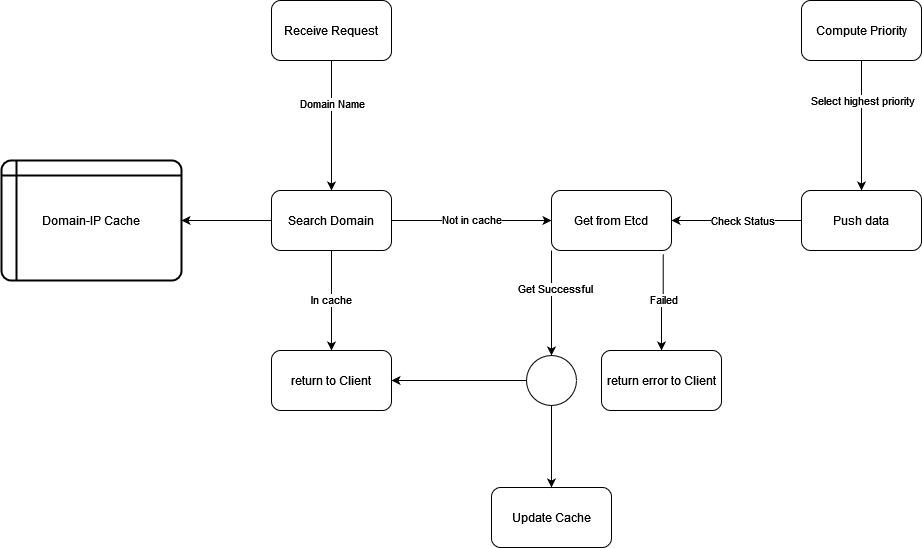 Receive Request
Compute Priority
Domain Name
Select highest priority
Domain-IP Cache
Search Domain
Not in cache
Get from Etcd
Check Status
Push data
Get Successful
In cache
Failed
return to Client
return error to Client
Update Cache